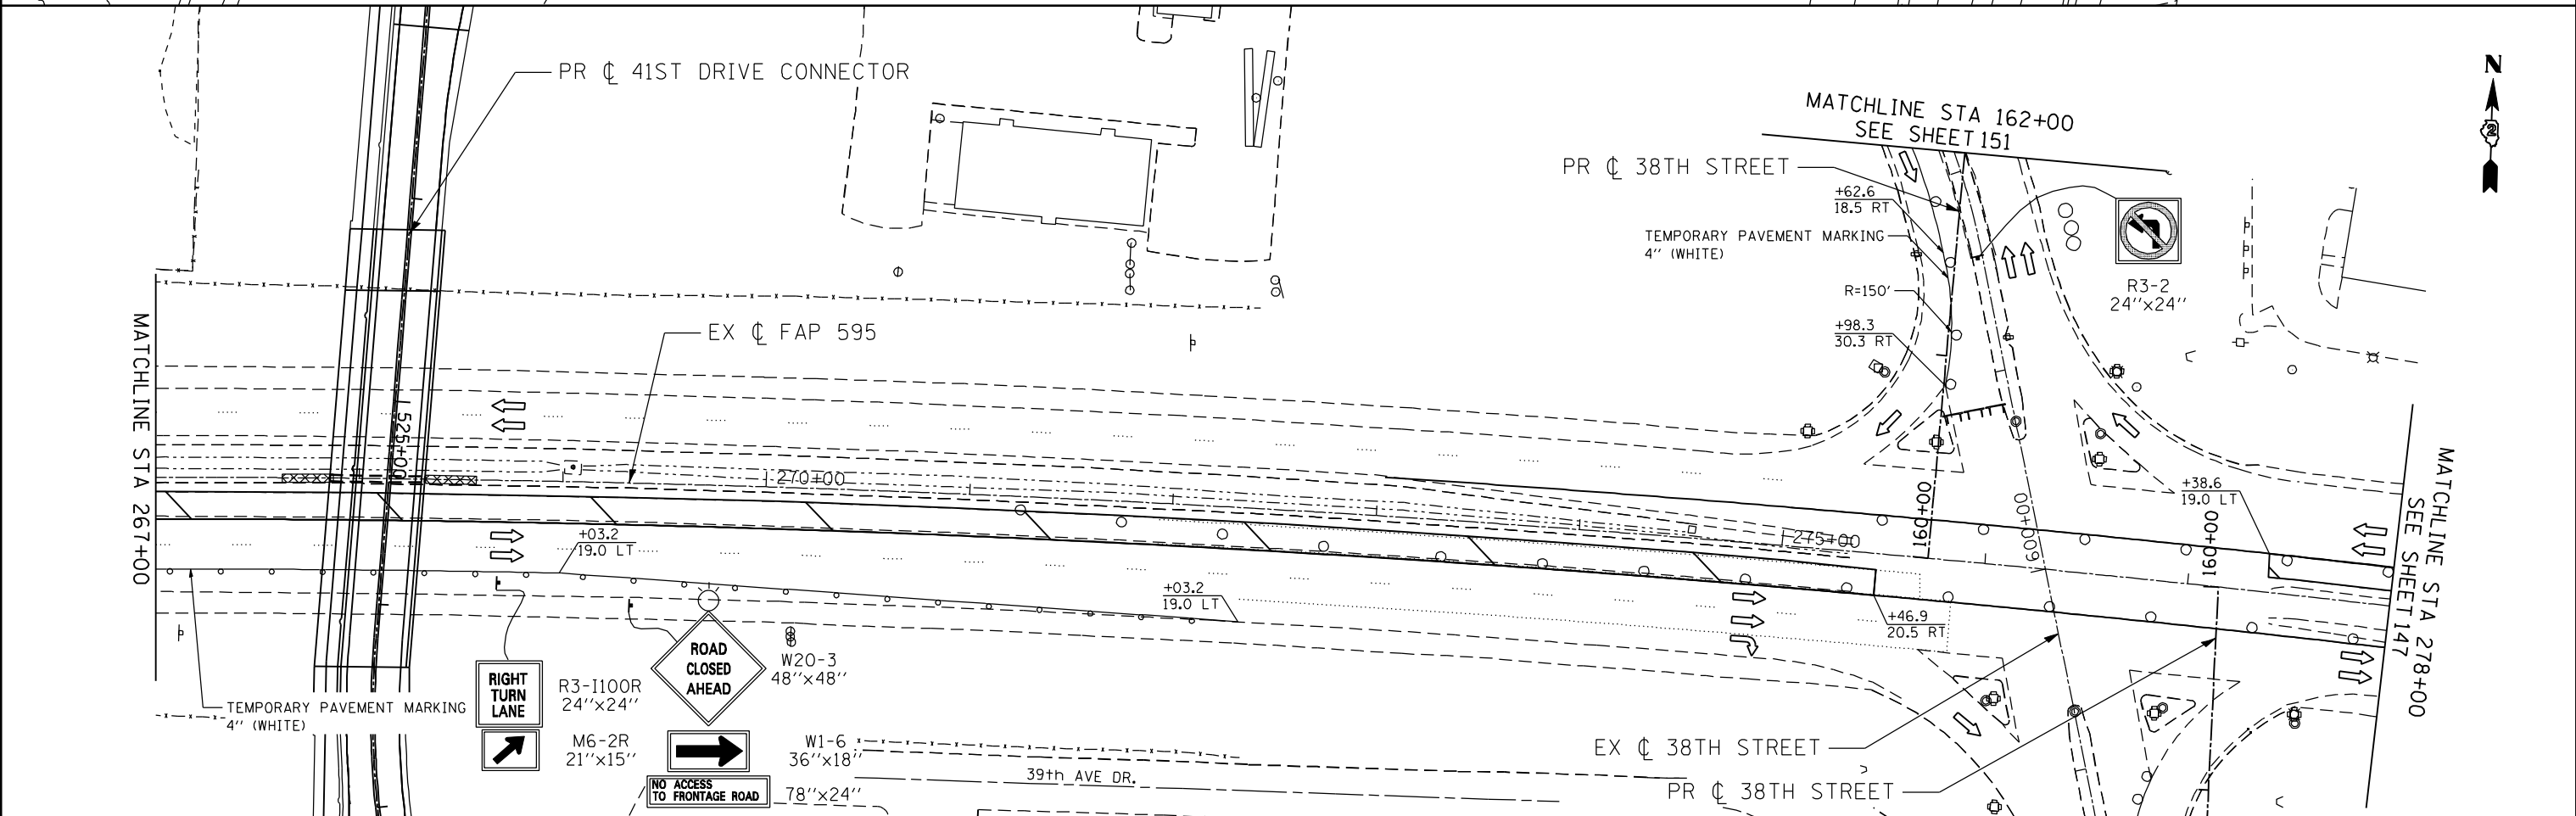 PR ℄ 41ST DRIVE CONNECTOR
N
2
MATCHLINE STA 162+00
SEE SHEET 151
PR ℄ 38TH STREET
+62.6
18.5 RT
TEMPORARY PAVEMENT MARKING
4" (WHITE)
R=150'
+98.3
30.3 RT
R3-2
24"x24"
MATCHLINE STA 267+00
EX ℄ FAP 595
525+00
270+00
275+00
160+00
600+00
160+00
+38.6
19.0 LT
MATCHLINE STA 278+00
SEE SHEET 147
+03.2
19.0 LT
+03.2
19.0 LT
+46.9
20.5 RT
TEMPORARY PAVEMENT MARKING
4" (WHITE)
RIGHT
TURN
LANE
R3-I100R
24"x24"
M6-2R
21"x15"
ROAD
CLOSED
AHEAD
W20-3
48"x48"
W1-6
36"x18"
NO ACCESS
TO FRONTAGE ROAD
78"x24"
39th AVE DR.
EX ℄ 38TH STREET
PR ℄ 38TH STREET